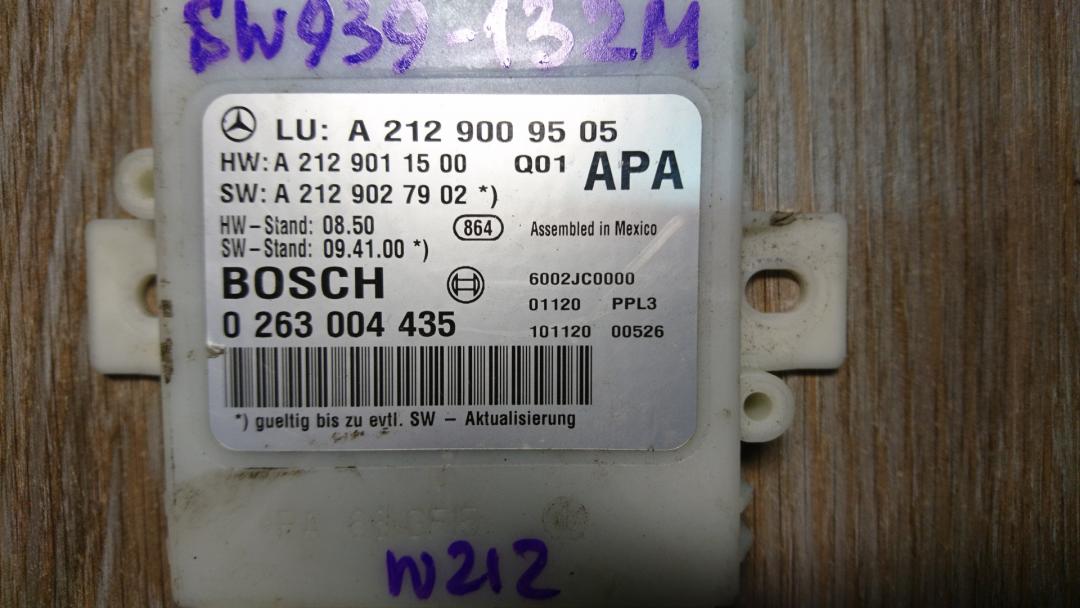 SW939-132M
LU: A 212 900 95 05
HW: A 212 901 15 00 Q01 APA
SW: A 212 902 79 02 *)
HW-Stand: 08.50 864 Assembled in Mexico
SW-Stand: 09.41.00 *)
BOSCH 6002JC0000
01120 PPL3
0 263 004 435 101120 00526
*) gueltig bis zu evtl. SW - Aktualisierung
W212